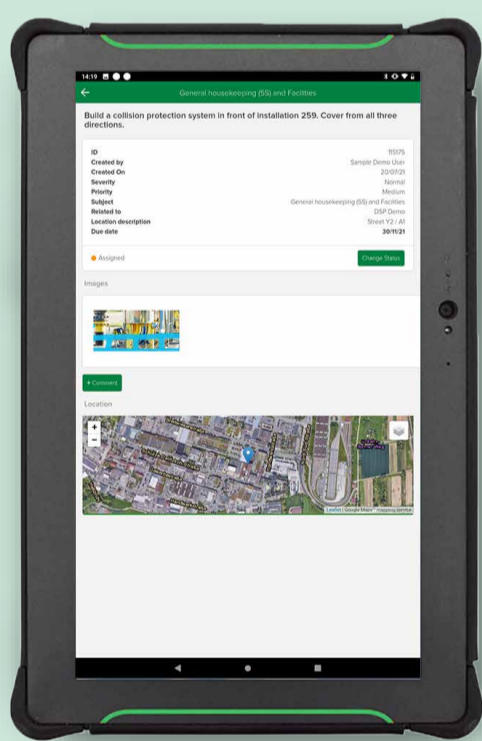 14:19
General housekeeping (5S) and Facilities
Build a collision protection system in front of installation 259. Cover from all three
directions.
ID 115175
Created by Sample Demo User
Created On 20/07/21
Severity Normal
Priority Medium
Subject General housekeeping (5S) and Facilities
Related to DSP Demo
Location description Street Y2 / A1
Due date 30/11/21
Assigned Change Status
Images
+ Comment
Location
+
−
Leaflet | Google Maps mapping service